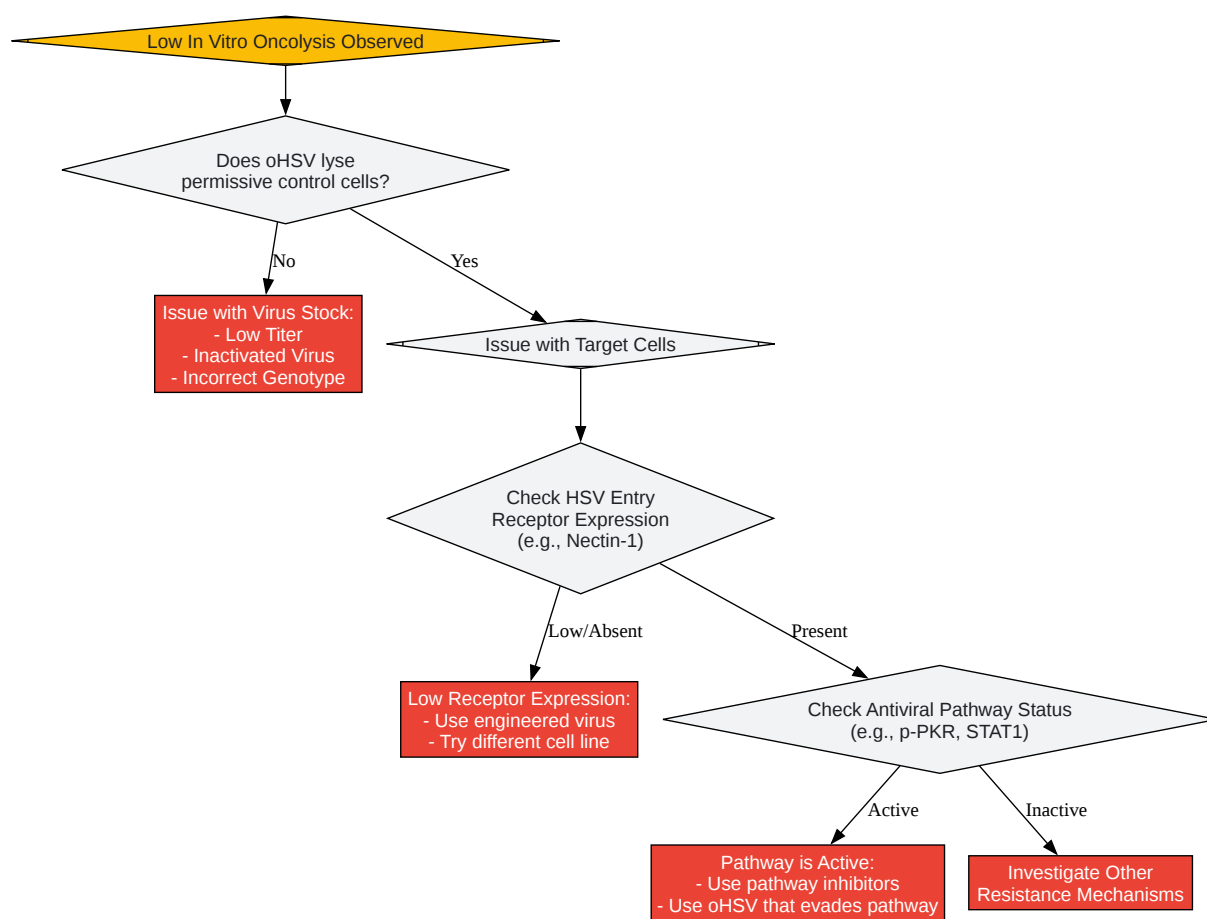 Low In Vitro Oncolysis Observed
Does oHSV lyse
permissive control cells?
No
Yes
Issue with Virus Stock:
- Low Titer
- Inactivated Virus
- Incorrect Genotype
Issue with Target Cells
Check HSV Entry
Receptor Expression
(e.g., Nectin-1)
Low/Absent
Present
Low Receptor Expression:
- Use engineered virus
- Try different cell line
Check Antiviral Pathway Status
(e.g., p-PKR, STAT1)
Active
Inactive
Pathway is Active:
- Use pathway inhibitors
- Use oHSV that evades pathway
Investigate Other
Resistance Mechanisms